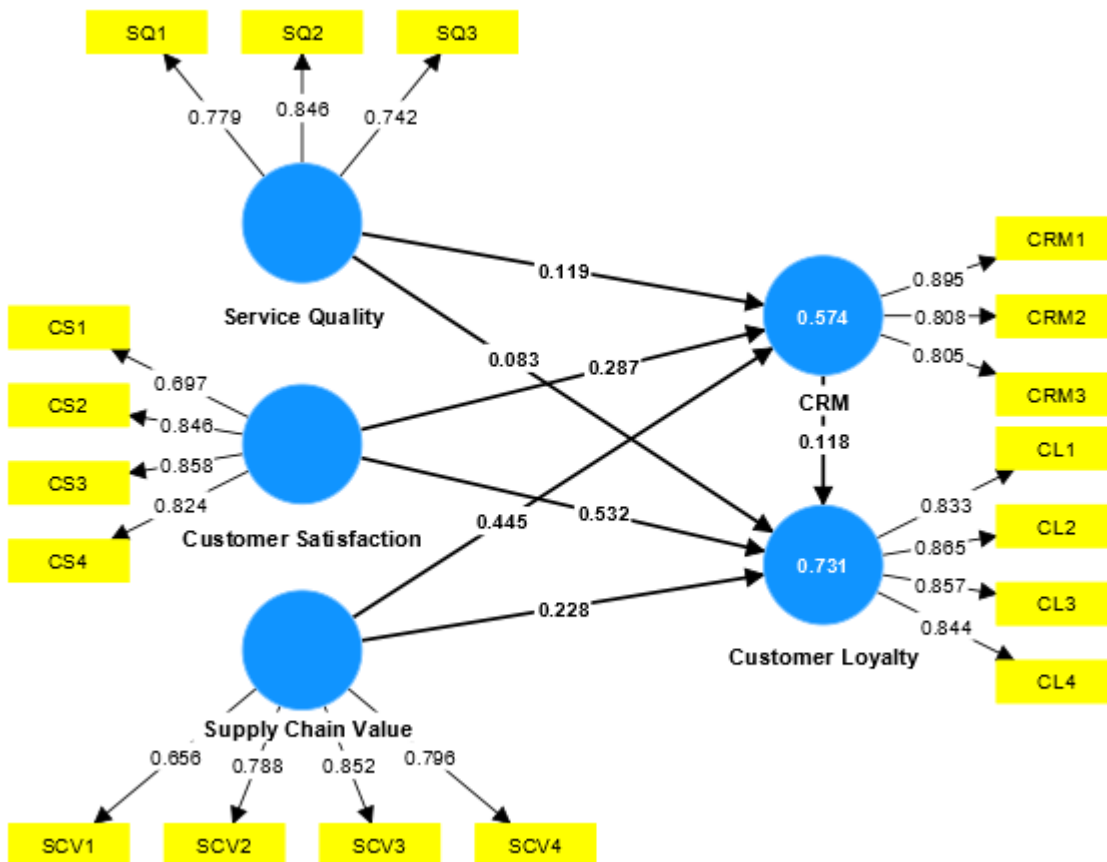 SQ1 SQ2 SQ3
0.779 0.846 0.742
Service Quality
0.119
0.083
CS1
CS2
CS3
CS4
0.697
0.846
0.858
0.824
Customer Satisfaction
0.287
0.532
0.445
0.228
Supply Chain Value
0.656 0.788 0.852 0.796
SCV1 SCV2 SCV3 SCV4
0.574
CRM
0.118
0.895
0.808
0.805
CRM1
CRM2
CRM3
0.731
Customer Loyalty
0.833
0.865
0.857
0.844
CL1
CL2
CL3
CL4